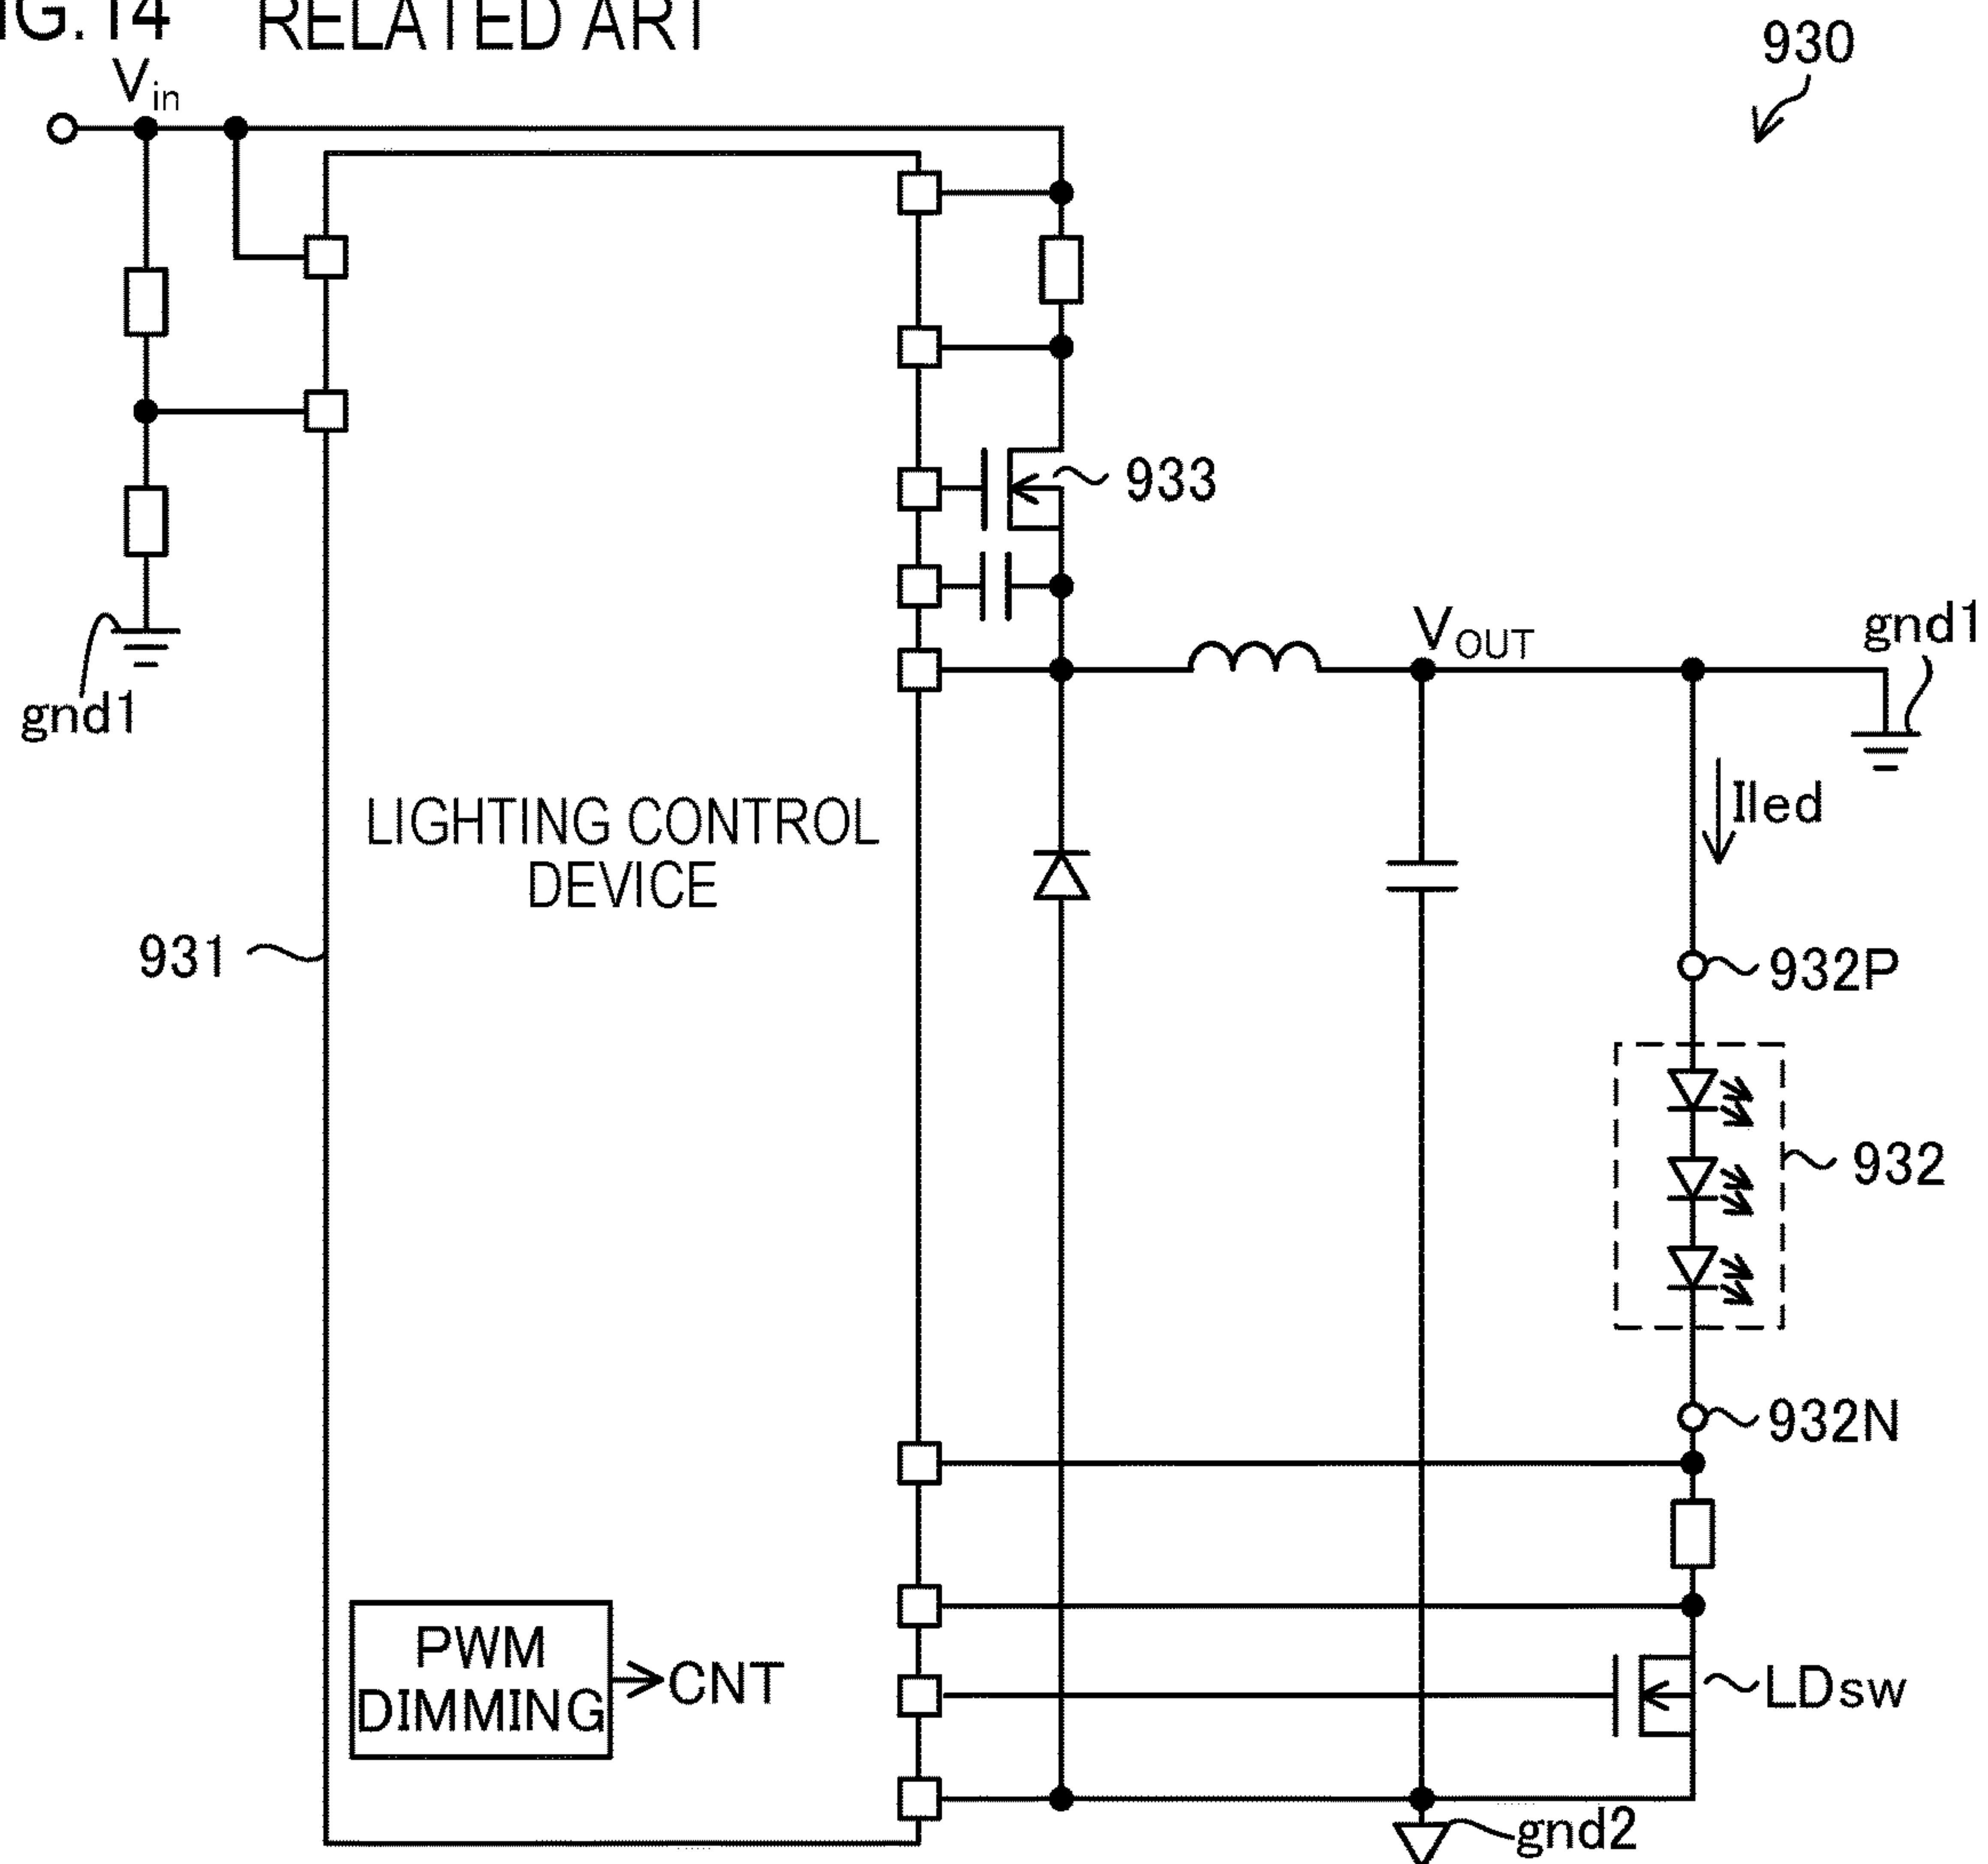 FIG.14 RELATED ART
930
Vin
933
VOUT
gnd1
gnd1
Iled
LIGHTING CONTROL
DEVICE
931
932P
932
932N
PWM
DIMMING
CNT
LDsw
gnd2